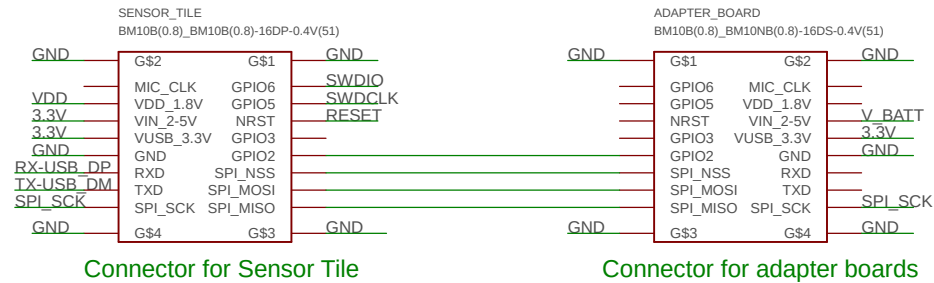 SENSOR_TILE
BM10B(0.8)_BM10B(0.8)-16DP-0.4V(51)
GND G$2 G$1 GND
MIC_CLK GPIO6 SWDIO
VDD VDD_1.8V GPIO5 SWDCLK
3.3V VIN_2-5V NRST RESET
3.3V VUSB_3.3V GPIO3
GND GND GPIO2
RX-USB_DP RXD SPI_NSS
TX-USB_DM TXD SPI_MOSI
SPI_SCK SPI_SCK SPI_MISO
GND G$4 G$3 GND
Connector for Sensor Tile
ADAPTER_BOARD
BM10B(0.8)_BM10NB(0.8)-16DS-0.4V(51)
GND G$1 G$2 GND
GPIO6 MIC_CLK
GPIO5 VDD_1.8V
NRST VIN_2-5V V_BATT
GPIO3 VUSB_3.3V 3.3V
GPIO2 GND GND
SPI_NSS RXD
SPI_MOSI TXD
SPI_MISO SPI_SCK SPI_SCK
GND G$3 G$4 GND
Connector for adapter boards